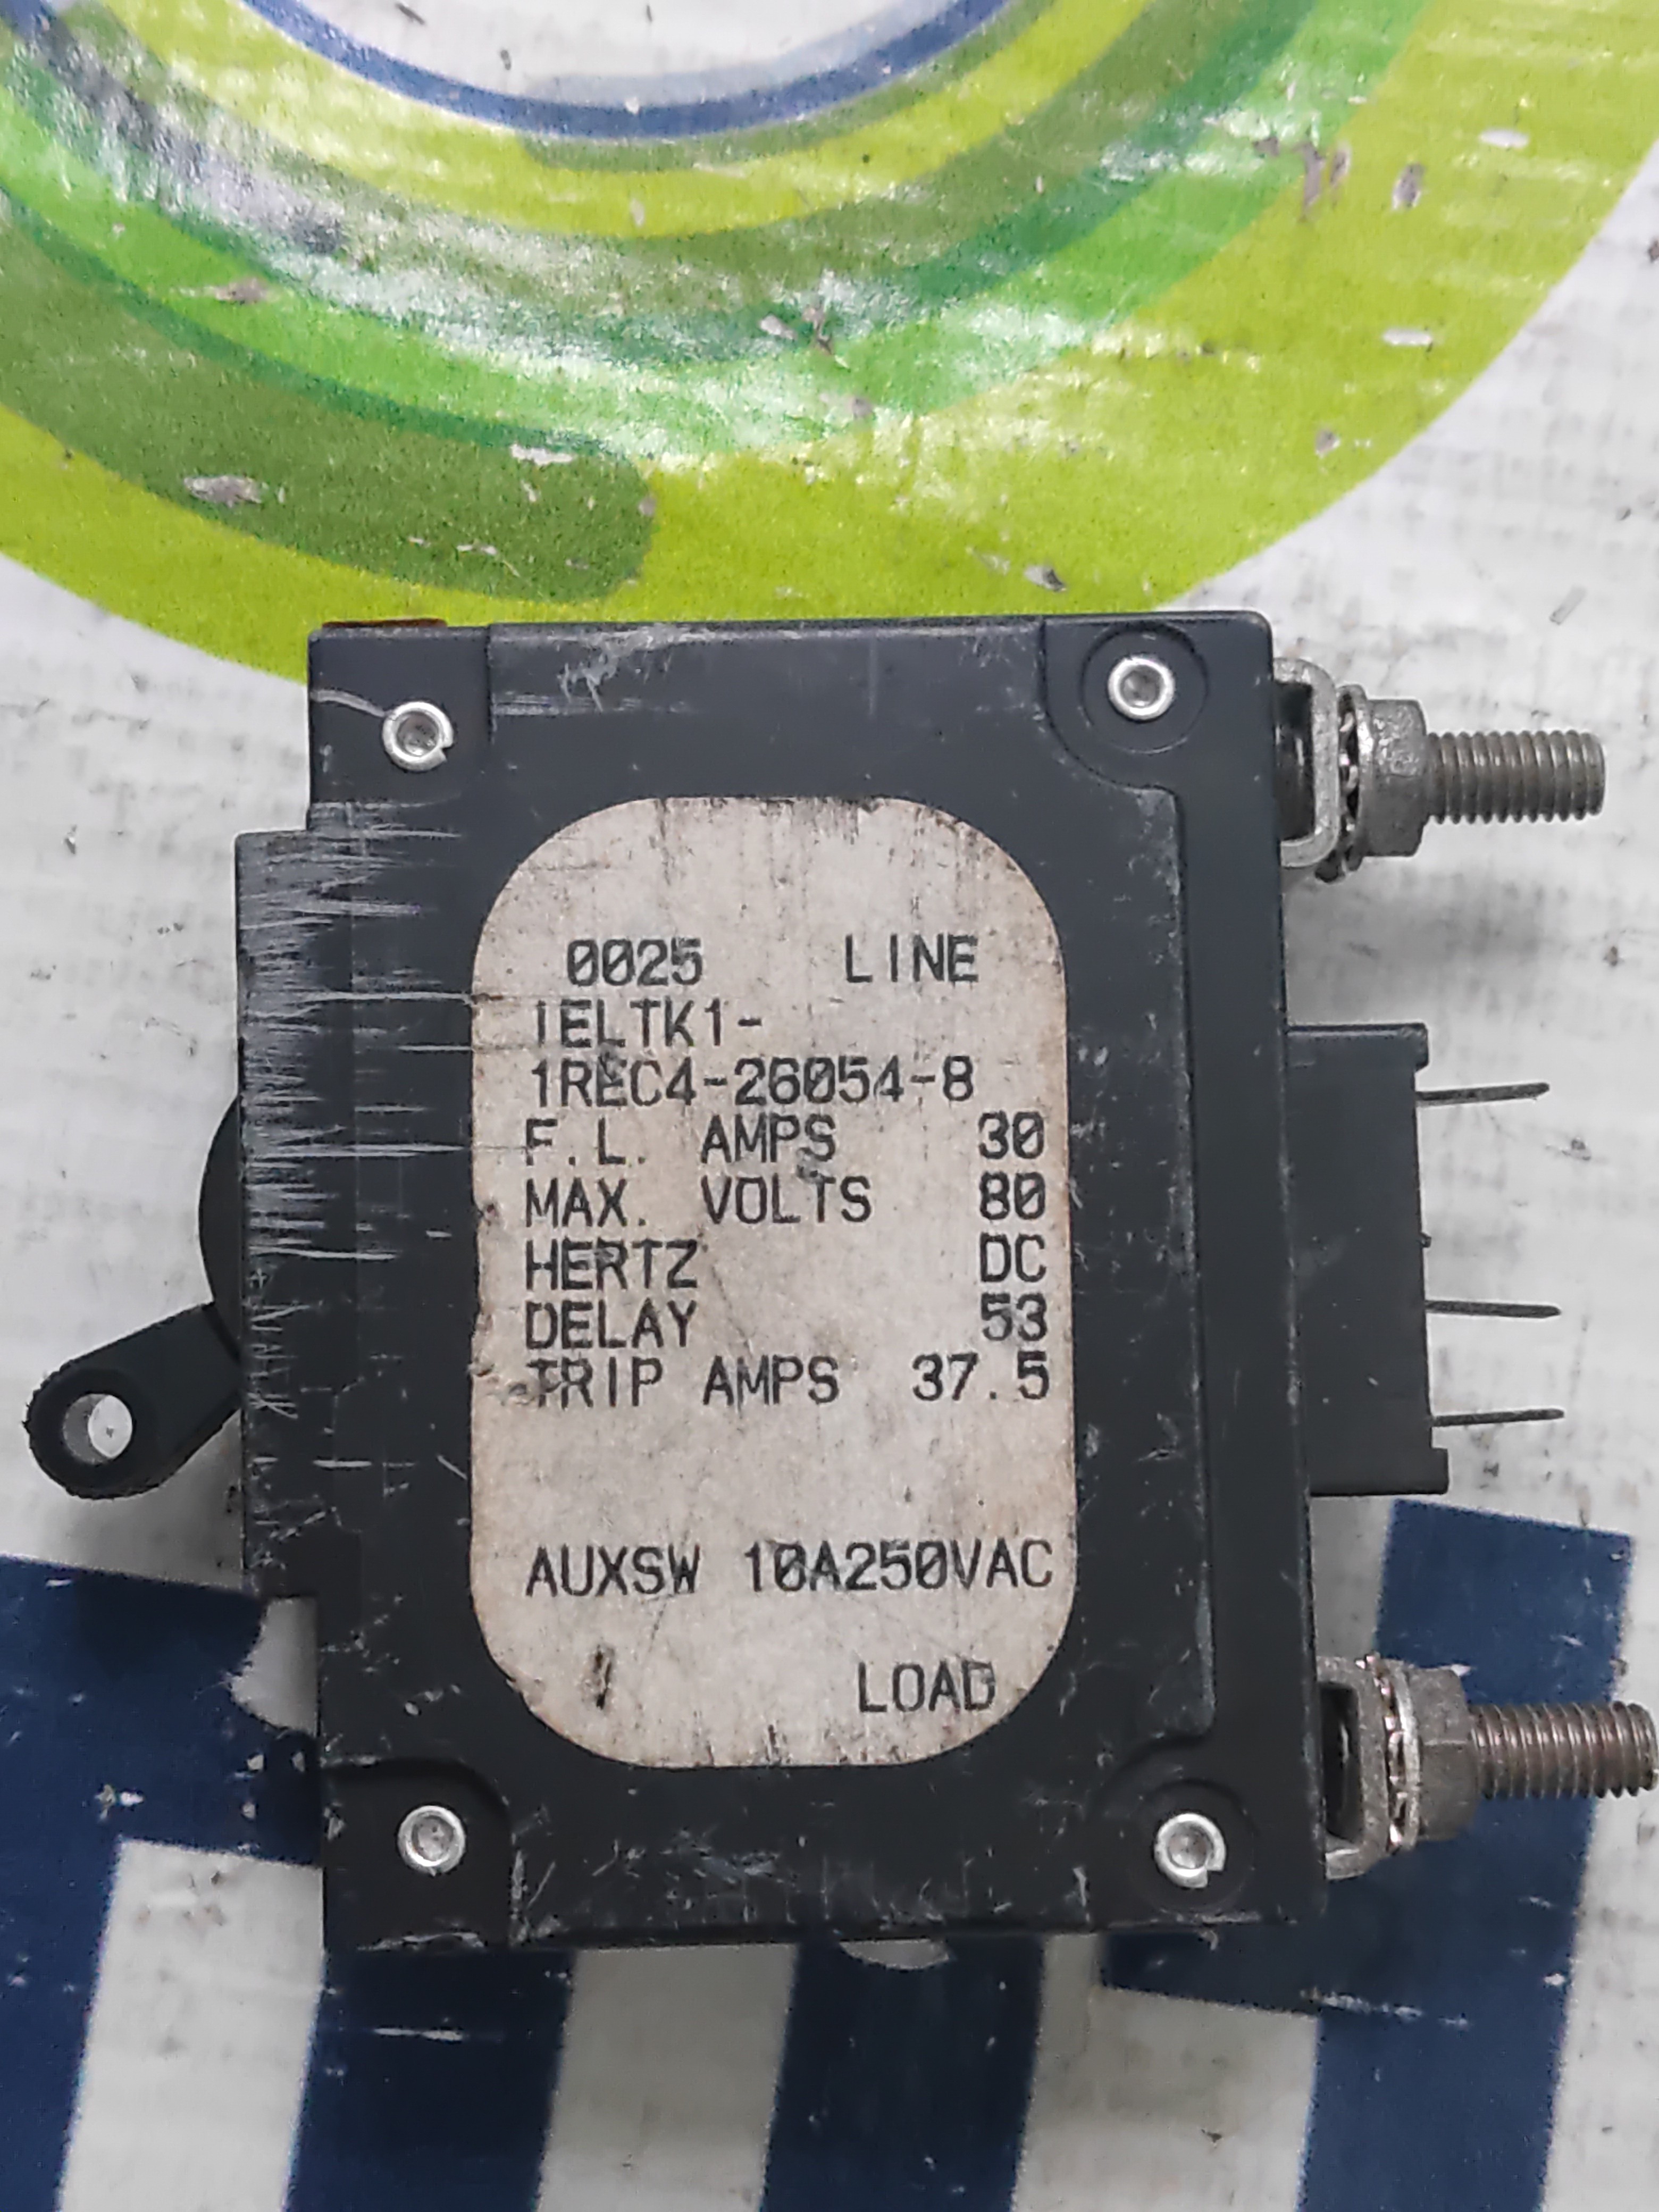 0025 LINE
IELTK1-
1REC4-26054-8
F.L. AMPS 30
MAX. VOLTS 80
HERTZ DC
DELAY 53
TRIP AMPS 37.5
AUXSW 10A250VAC
LOAD